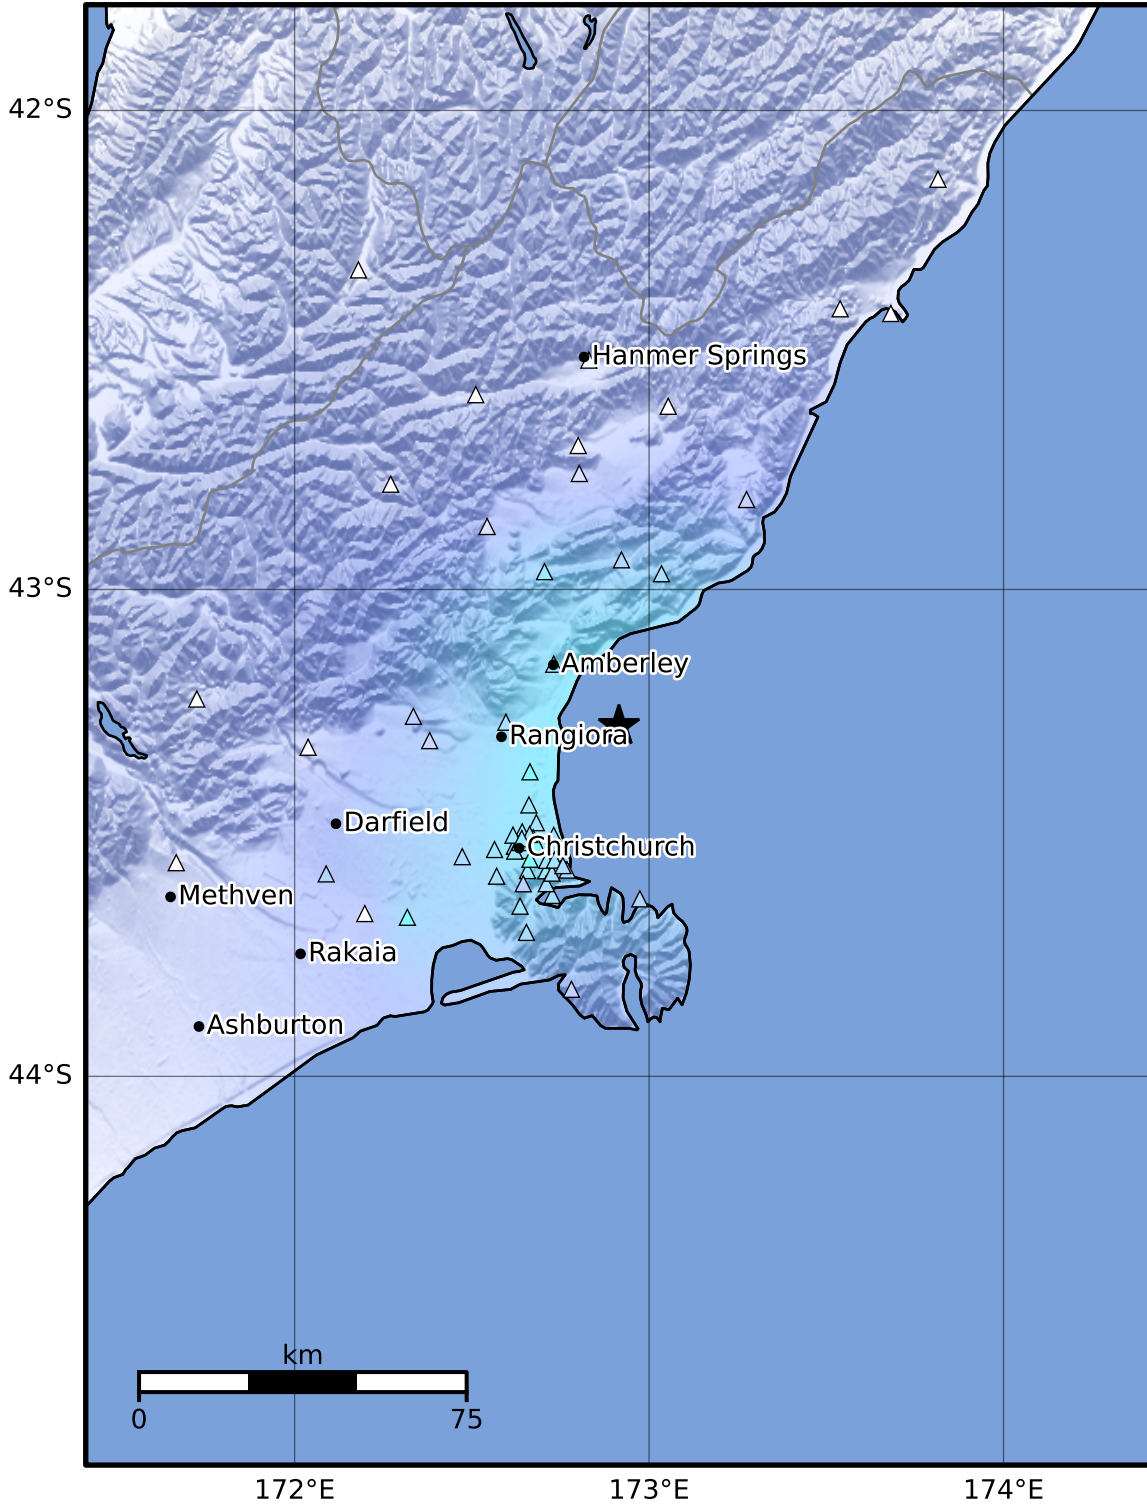 42°S
Hanmer Springs
43°S
Amberley
Rangiora
Darfield
Christchurch
Methven
Rakaia
Ashburton
44°S
km
0 75
172°E 173°E 174°E